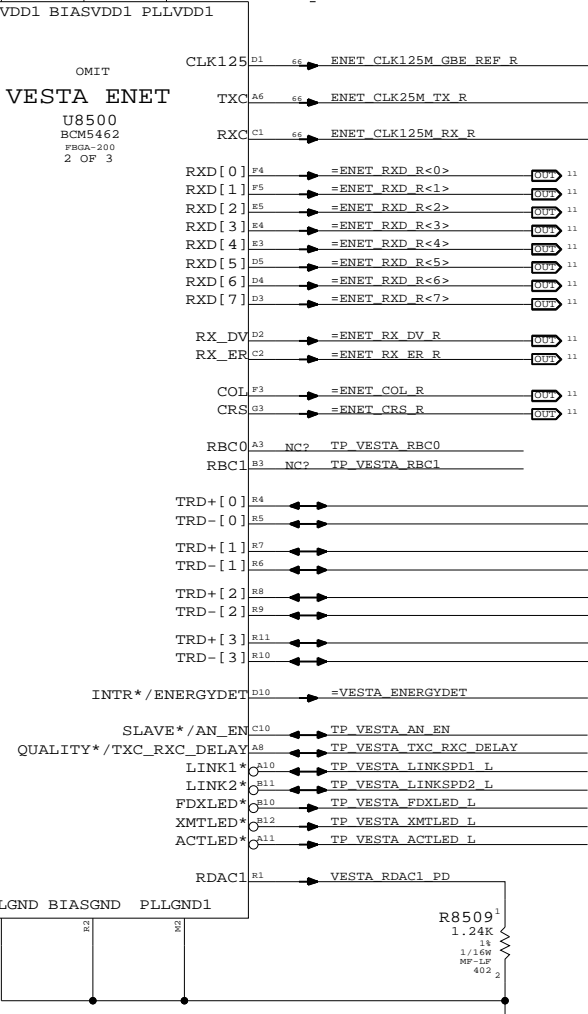 VDD1 BIASVDD1 PLLVDD1
OMIT
VESTA ENET
U8500
BCM5462
FBGA-200
2 OF 3
CLK125 D1 66 ENET_CLK125M_GBE_REF_R
TXC A6 66 ENET_CLK25M_TX_R
RXC C1 66 ENET_CLK125M_RX_R
RXD[0] F4 =ENET_RXD_R<0> OUT 11
RXD[1] F5 =ENET_RXD_R<1> OUT 11
RXD[2] E5 =ENET_RXD_R<2> OUT 11
RXD[3] E4 =ENET_RXD_R<3> OUT 11
RXD[4] E3 =ENET_RXD_R<4> OUT 11
RXD[5] D5 =ENET_RXD_R<5> OUT 11
RXD[6] D4 =ENET_RXD_R<6> OUT 11
RXD[7] D3 =ENET_RXD_R<7> OUT 11
RX_DV D2 =ENET_RX_DV_R OUT 11
RX_ER C2 =ENET_RX_ER_R OUT 11
COL F3 =ENET_COL_R OUT 11
CRS G3 =ENET_CRS_R OUT 11
RBC0 A3 NC? TP_VESTA_RBC0
RBC1 B3 NC? TP_VESTA_RBC1
TRD+[0] R4
TRD-[0] R5
TRD+[1] R7
TRD-[1] R6
TRD+[2] R8
TRD-[2] R9
TRD+[3] R11
TRD-[3] R10
INTR*/ENERGYDET D10 =VESTA_ENERGYDET
SLAVE*/AN_EN C10 TP_VESTA_AN_EN
QUALITY*/TXC_RXC_DELAY A8 TP_VESTA_TXC_RXC_DELAY
LINK1* A10 TP_VESTA_LINKSPD1_L
LINK2* B11 TP_VESTA_LINKSPD2_L
FDXLED* B10 TP_VESTA_FDXLED_L
XMTLED* B12 TP_VESTA_XMTLED_L
ACTLED* A11 TP_VESTA_ACTLED_L
RDAC1 R1 VESTA_RDAC1_PD
LGND BIASGND PLLGND1
R2 M2
R8509 1
1.24K
1%
1/16W
MF-LF
402 2